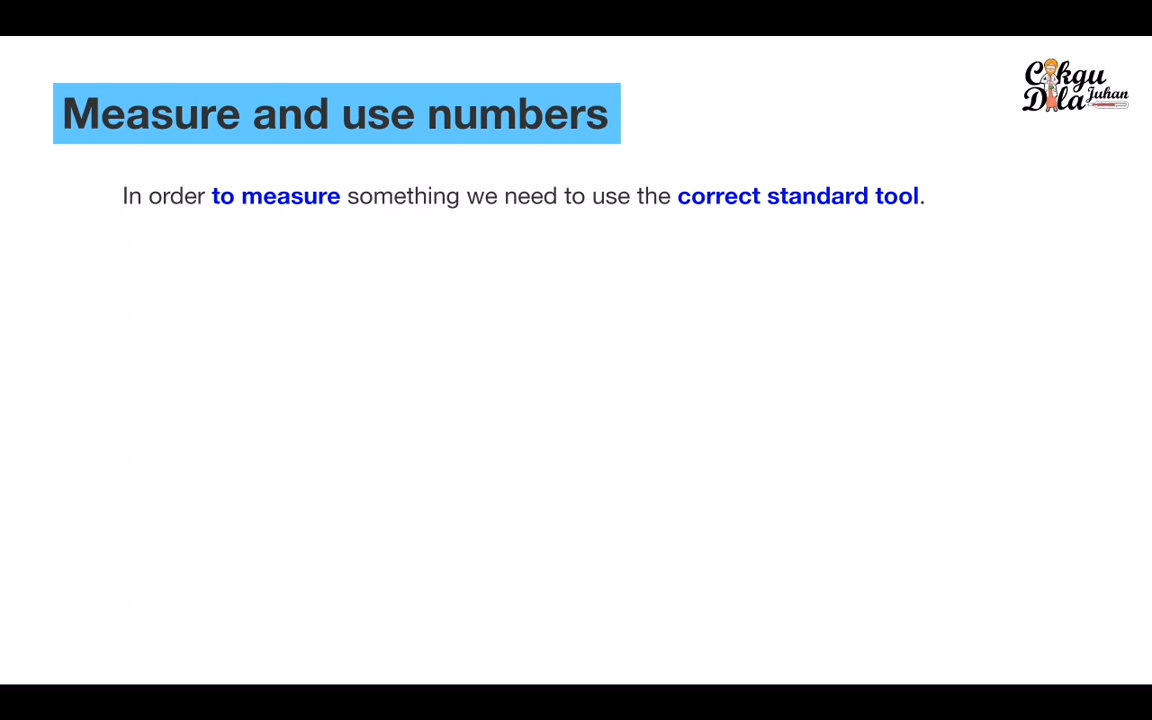 Measure and use numbers
In order to measure something we need to use the correct standard tool.
Cikgu
Dila Juhan